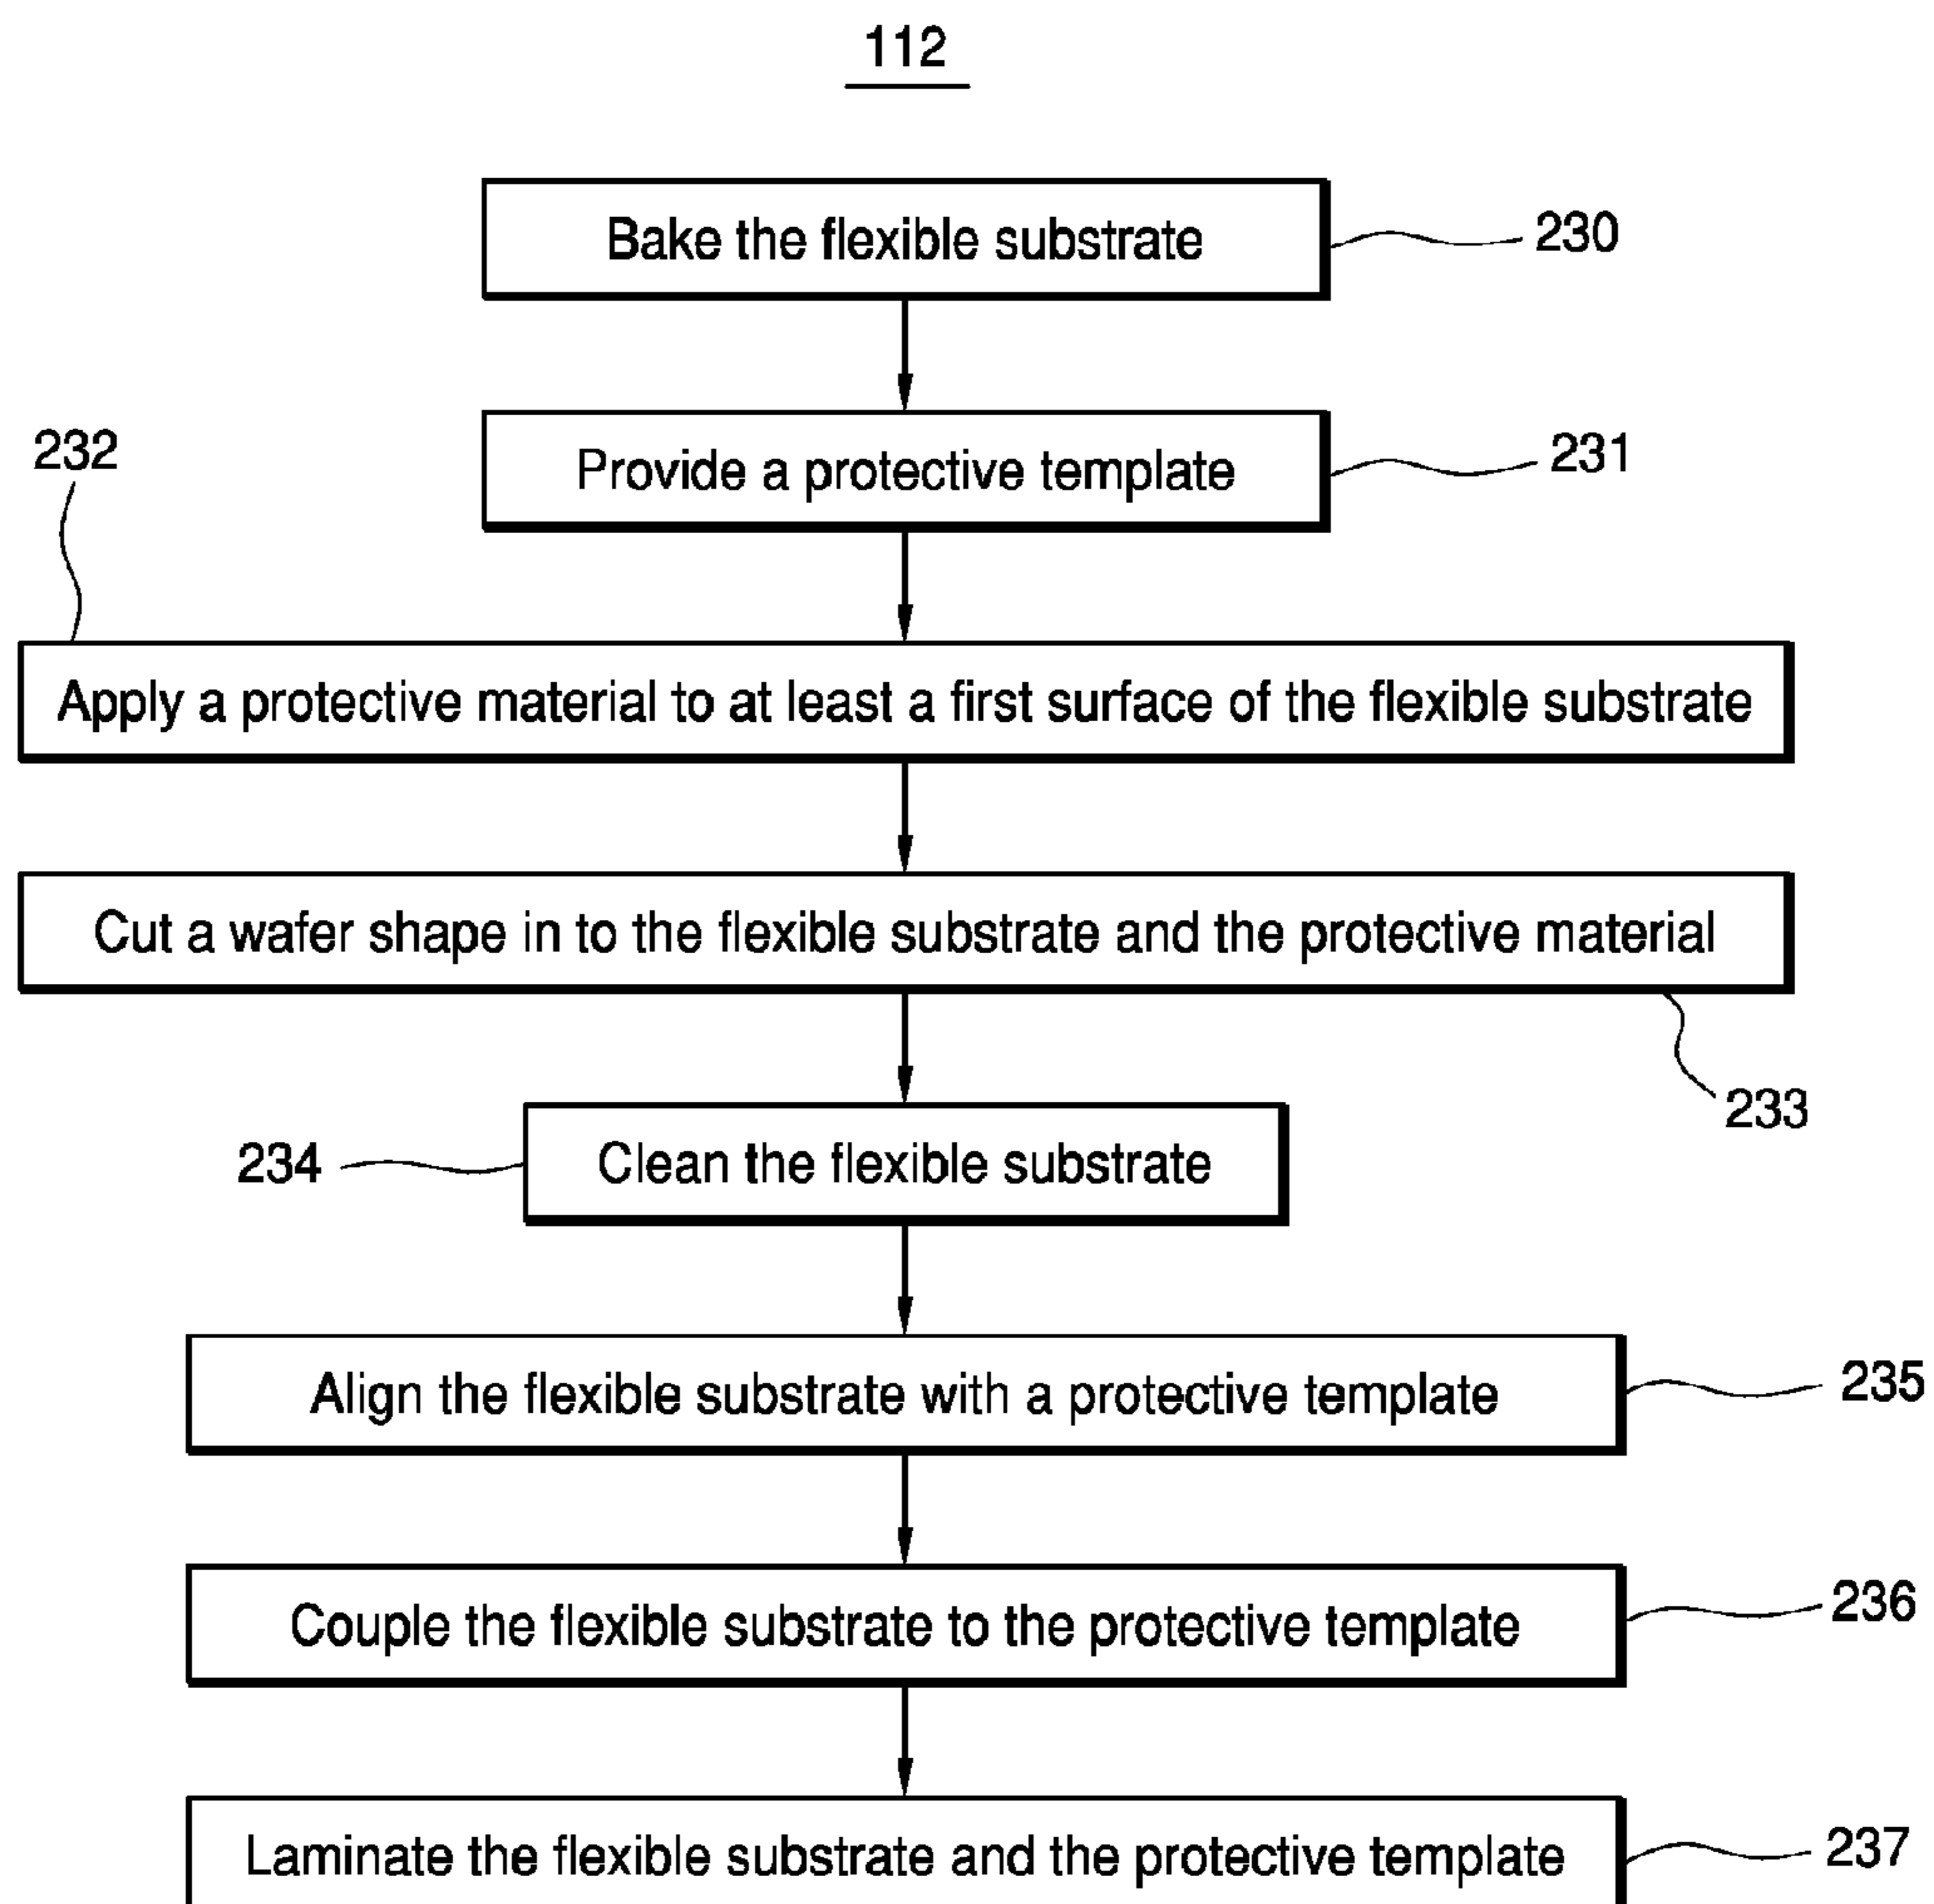 112
Bake the flexible substrate
230
Provide a protective template
231
232
Apply a protective material to at least a first surface of the flexible substrate
Cut a wafer shape in to the flexible substrate and the protective material
233
234
Clean the flexible substrate
Align the flexible substrate with a protective template
235
Couple the flexible substrate to the protective template
236
Laminate the flexible substrate and the protective template
237